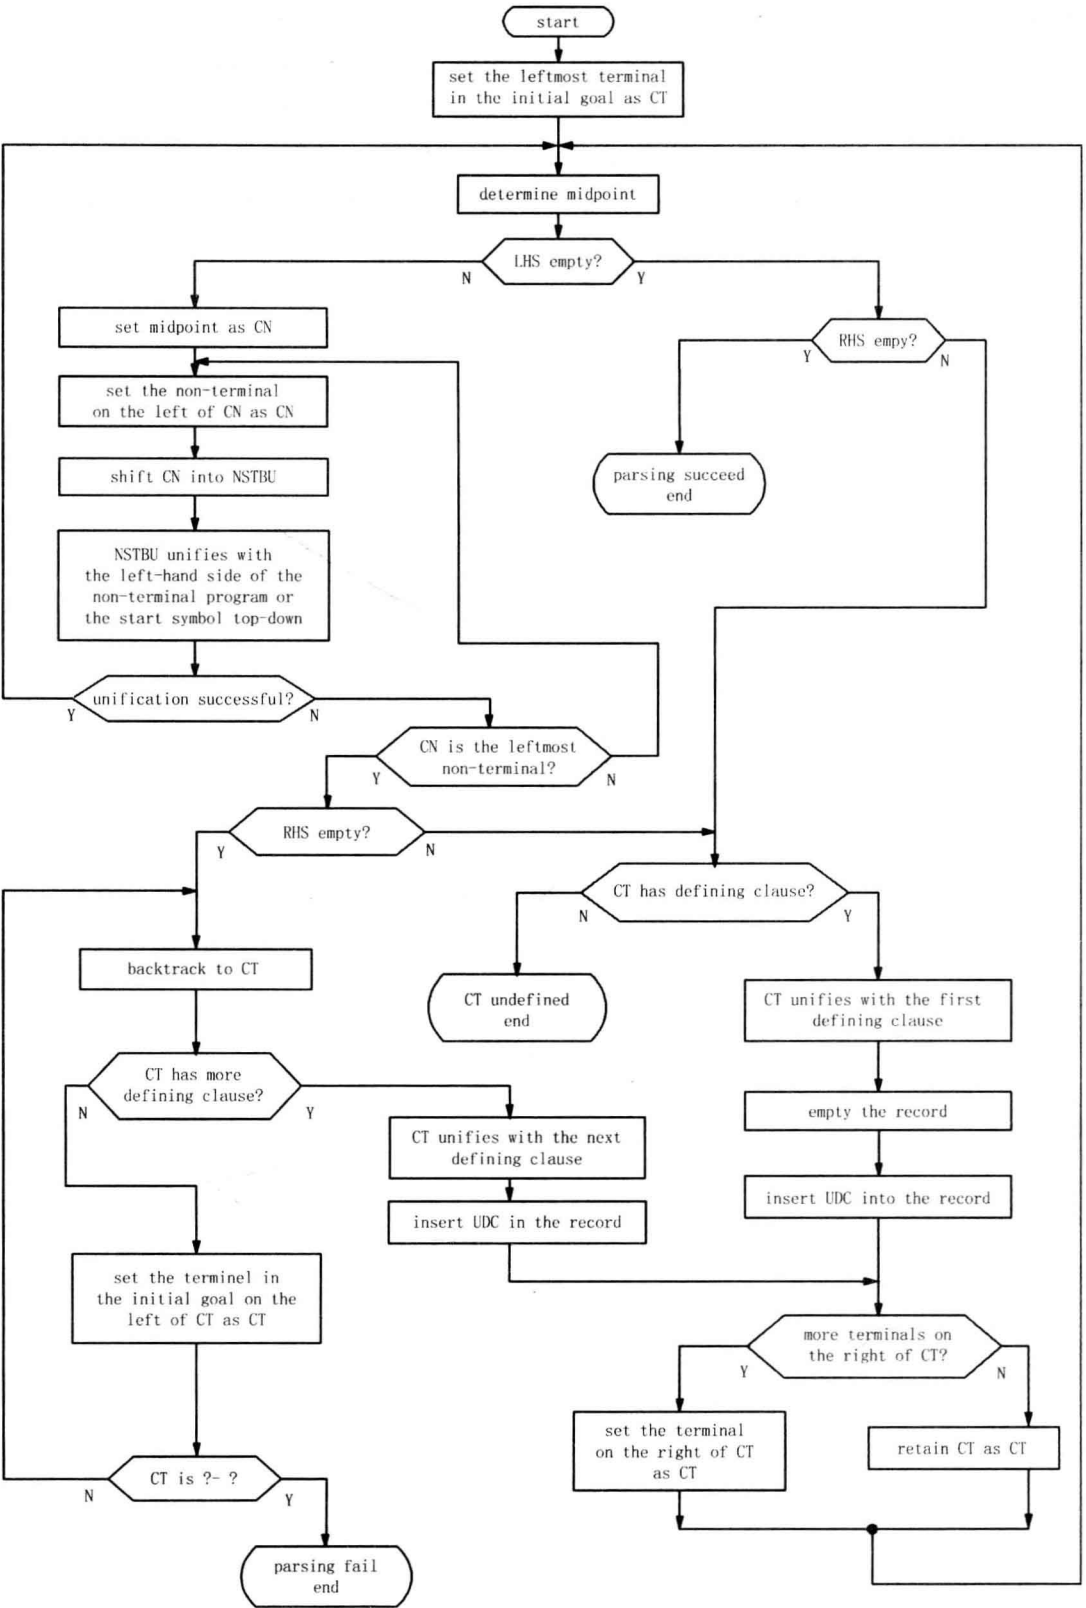 start
set the leftmost terminal
in the initial goal as CT
determine midpoint
LHS empty?
N
Y
set midpoint as CN
RHS empy?
Y
N
set the non-terminal
on the left of CN as CN
shift CN into NSTBU
parsing succeed
end
NSTBU unifies with
the left-hand side of the
non-terminal program or
the start symbol top-down
unification successful?
Y
N
CN is the leftmost
non-terminal?
Y
N
RHS empty?
Y
N
CT has defining clause?
N
Y
backtrack to CT
CT undefined
end
CT unifies with the first
defining clause
CT has more
defining clause?
N
Y
empty the record
CT unifies with the next
defining clause
insert UDC into the record
insert UDC in the record
set the terminel in
the initial goal on the
left of CT as CT
more terminals on
the right of CT?
Y
N
set the terminal
on the right of CT
as CT
retain CT as CT
CT is ?- ?
N
Y
parsing fail
end